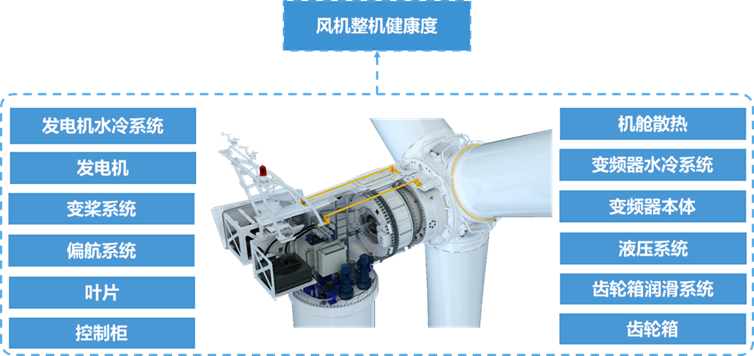 风机整机健康度
发电机水冷系统
发电机
变桨系统
偏航系统
叶片
控制柜
机舱散热
变频器水冷系统
变频器本体
液压系统
齿轮箱润滑系统
齿轮箱